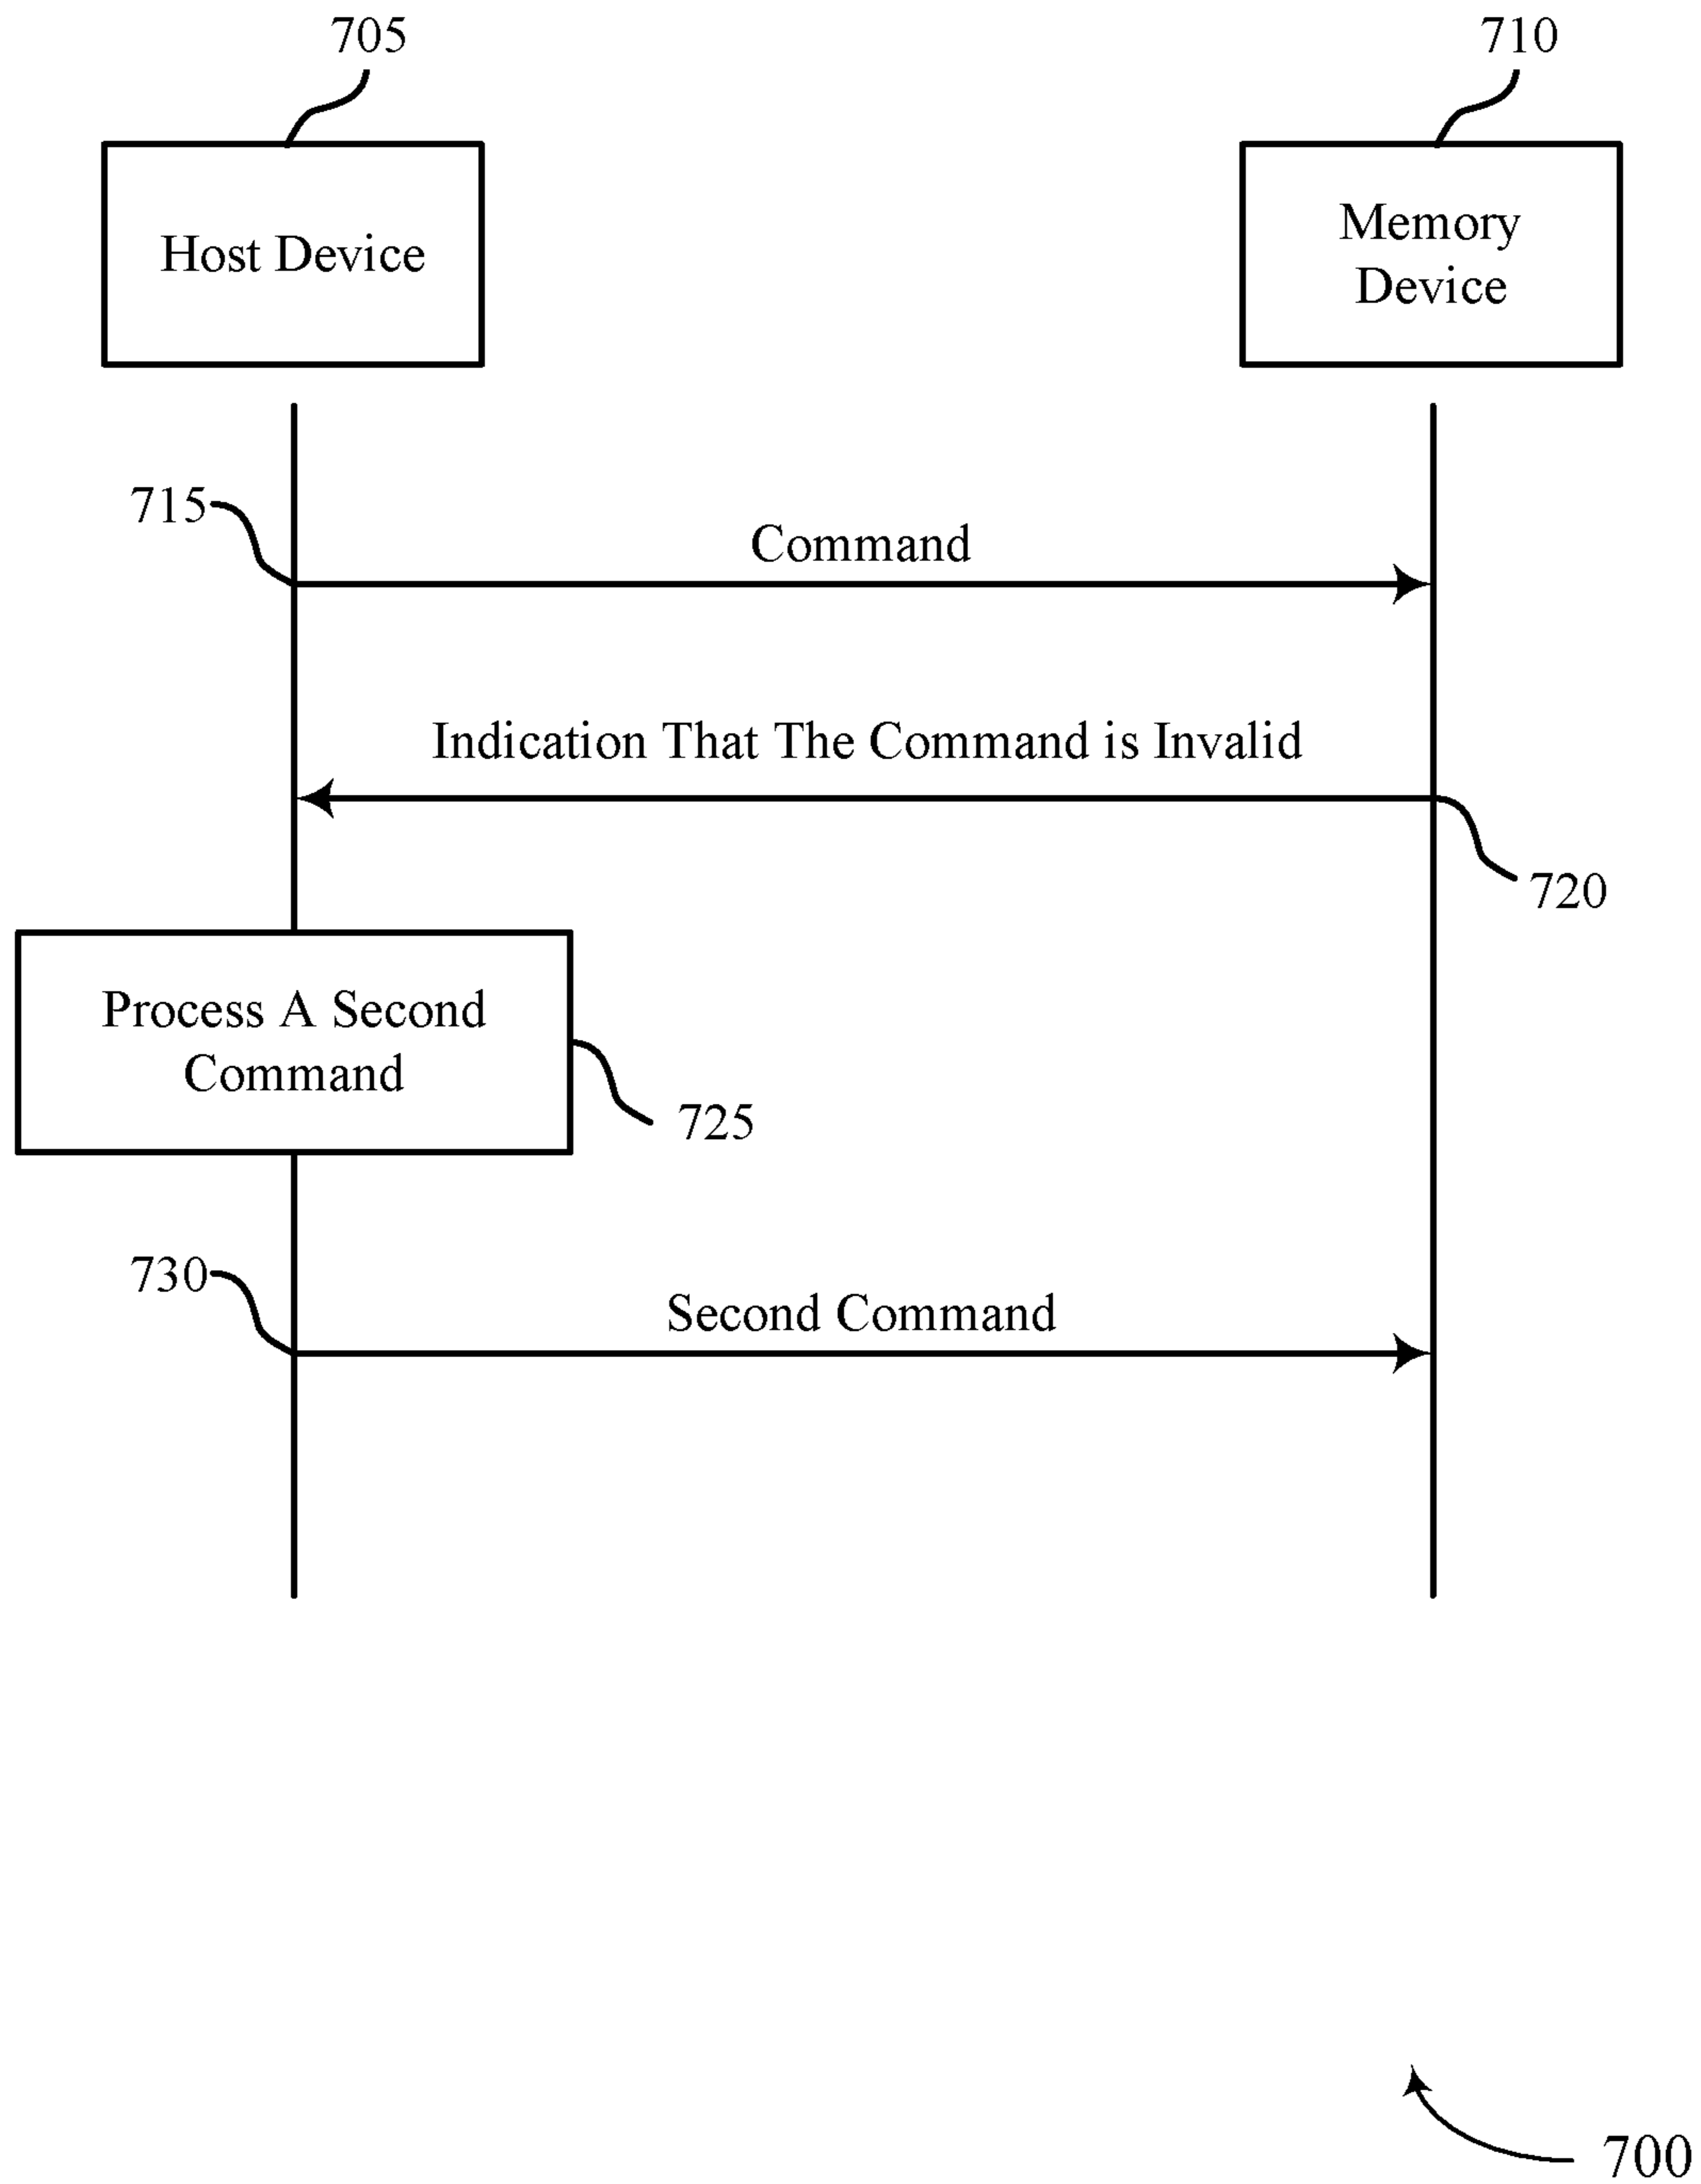 705
710
Host Device
Memory
Device
715
Command
Indication That The Command is Invalid
720
Process A Second
Command
725
730
Second Command
700